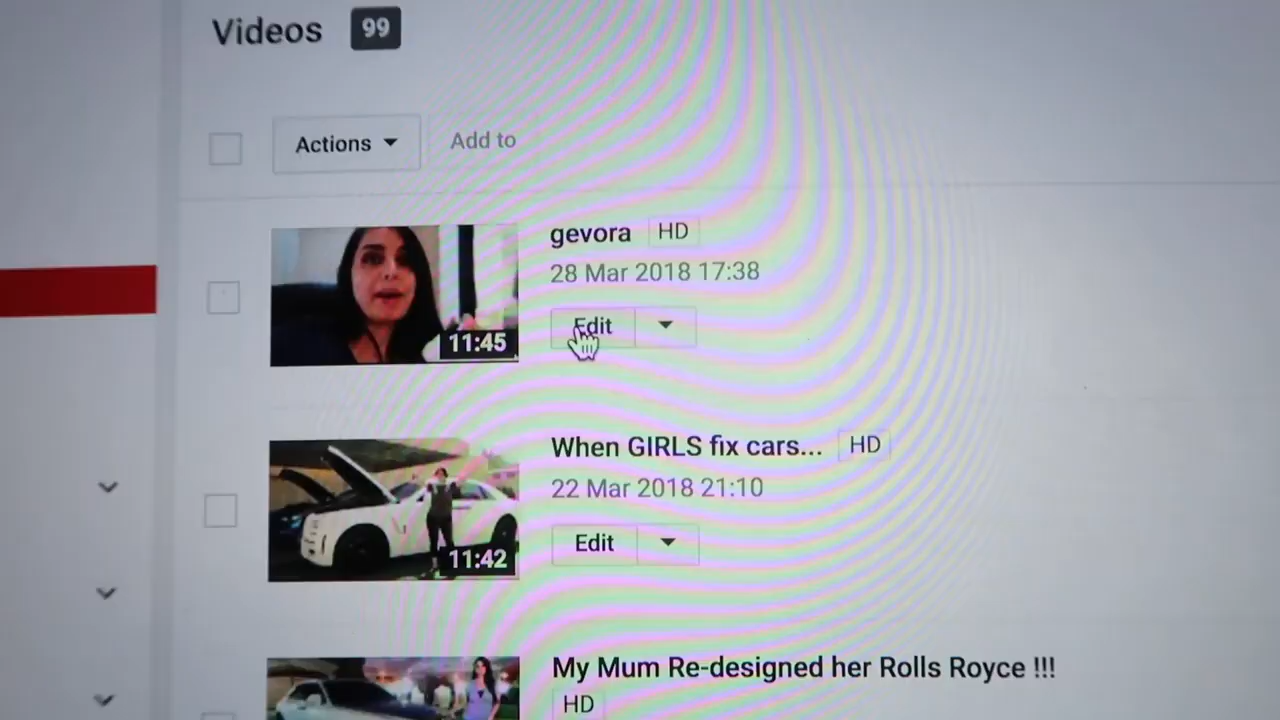 Videos 99
Actions Add to
gevora HD
28 Mar 2018 17:38
Edit
11:45
When GIRLS fix cars... HD
22 Mar 2018 21:10
Edit
11:42
My Mum Re-designed her Rolls Royce !!!
HD